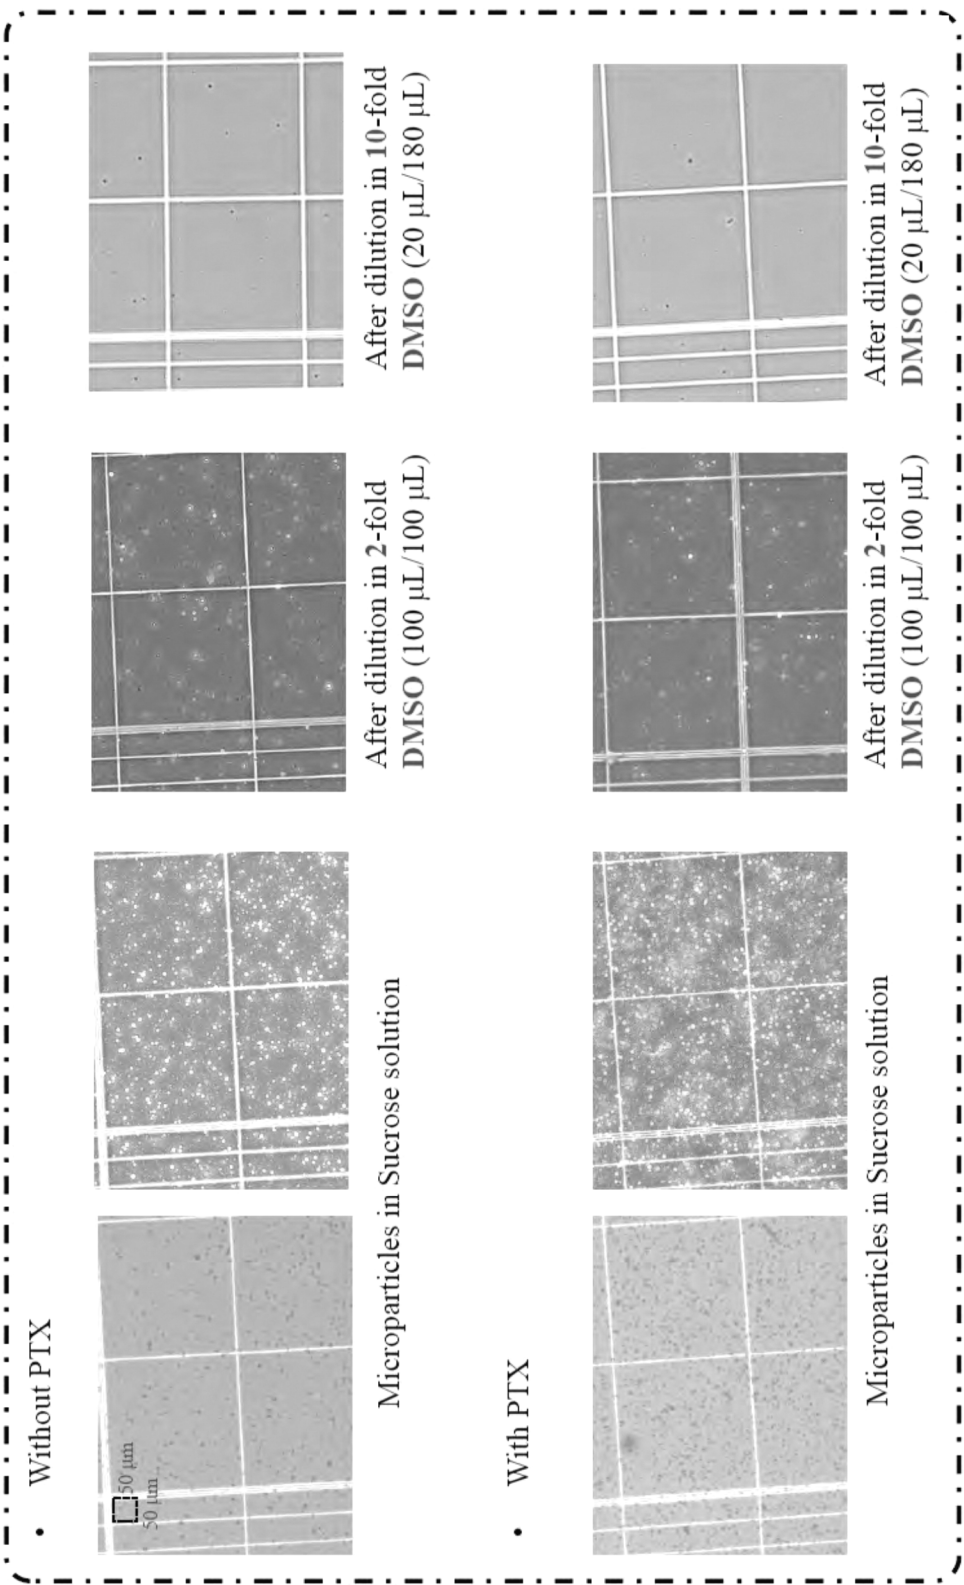 • Without PTX
50 μm
50 μm
Microparticles in Sucrose solution
After dilution in 2-fold
DMSO (100 μL/100 μL)
After dilution in 10-fold
DMSO (20 μL/180 μL)
• With PTX
Microparticles in Sucrose solution
After dilution in 2-fold
DMSO (100 μL/100 μL)
After dilution in 10-fold
DMSO (20 μL/180 μL)